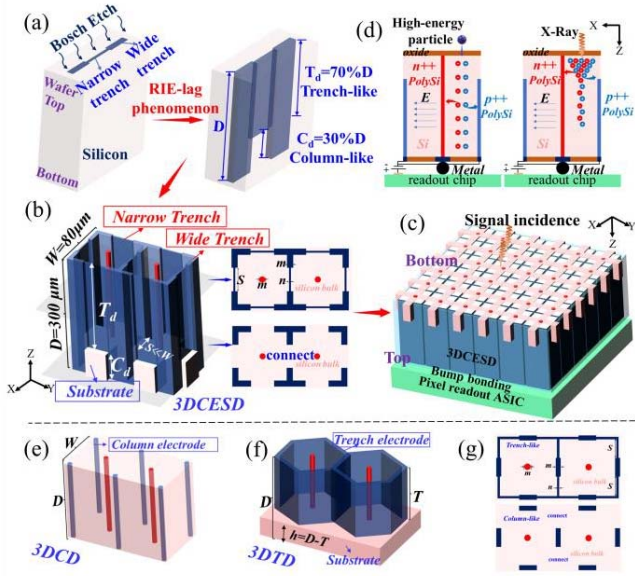 (a)
Bosch Etch
Wafer-
Top
Narrow
trench
Wide
trench
RIE-lag
phenomenon
Silicon
Bottom
D
T_d=70%D
Trench-like
C_d=30%D
Column-like
(d)
High-energy
particle
X-Ray
X
Z
oxide
oxide
n++
PolySi
n++
PolySi
E
E
p++
PolySi
p++
PolySi
Si
Si
Metal
Metal
readout chip
readout chip
(b)
W=80μm
Narrow Trench
Wide Trench
D=300 μm
T_d
S≪W
C_d
Substrate
3DCESD
X
Y
Z
S
m
m
n
silicon bulk
connect
silicon bulk
(c)
Signal incidence
X
Y
Z
Bottom
Top
3DCESD
Bump bonding
Pixel readout ASIC
(e)
W
Column electrode
D
3DCD
(f)
Trench electrode
D
T
h=D-T
Substrate
3DTD
(g)
Trench-like
S
m
m
n
S
silicon bulk
Column-like
connect
connect
silicon bulk